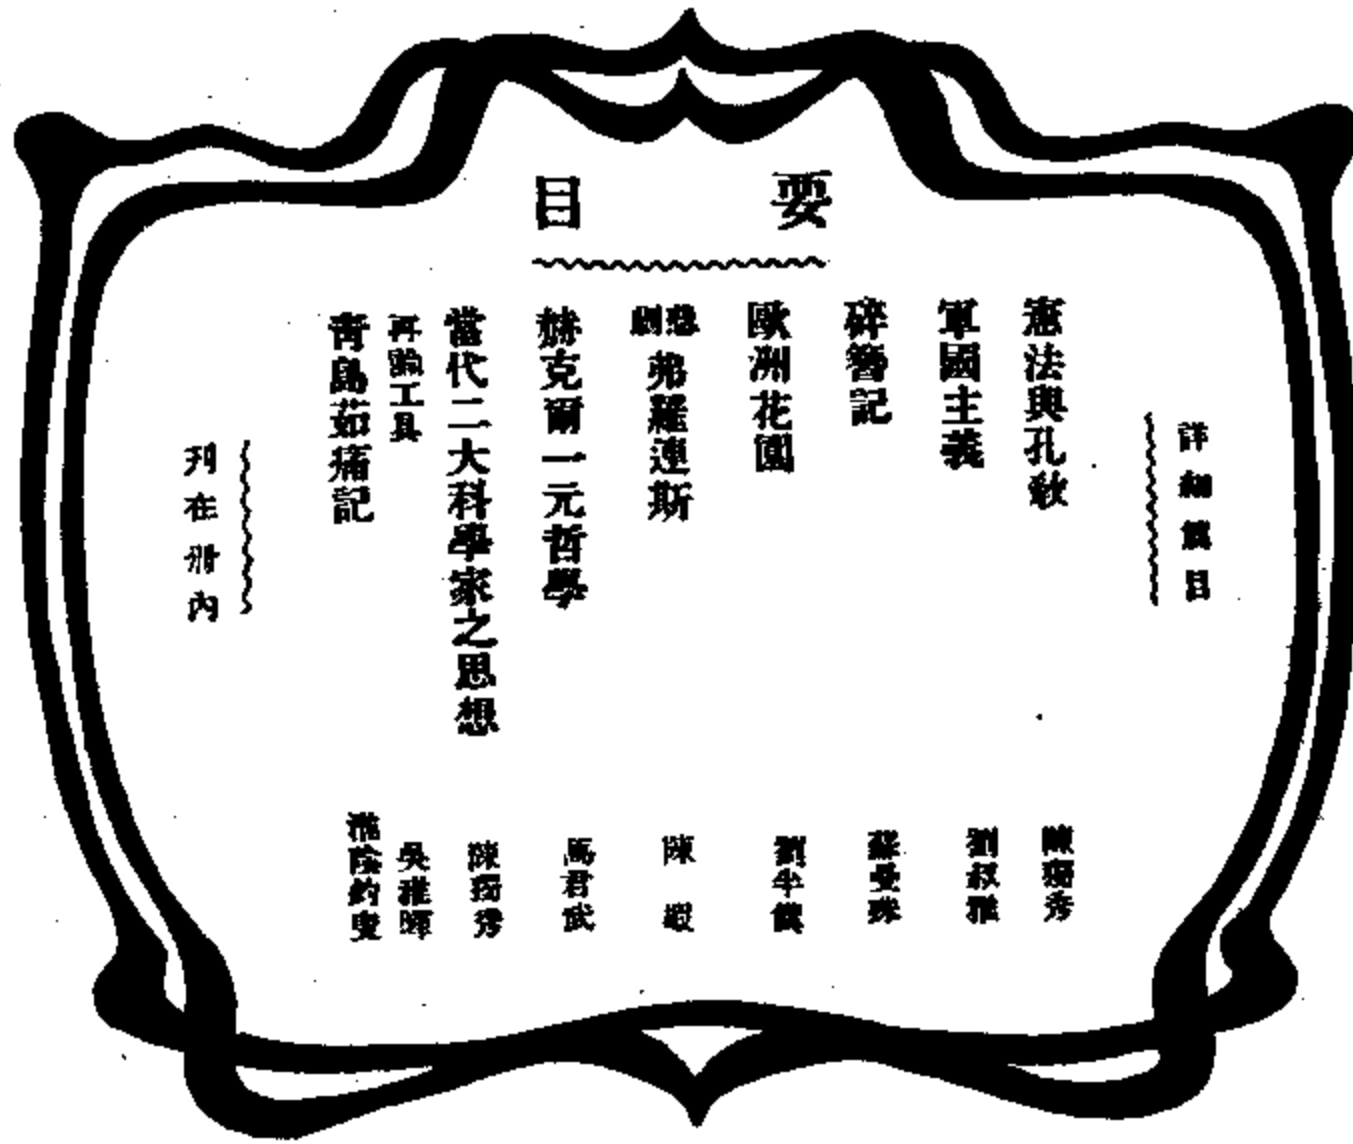 要目
詳細篇目
憲法與孔敎 陳獨秀
軍國主義 劉叔雅
碎簪記 蘇曼殊
歐洲花園 劉半儂
悲劇 弗羅連斯 陳嘏
赫克爾一元哲學 馬君武
當代二大科學家之思想 陳獨秀
再論工具 吳稚暉
靑島茹痛記 淮陰釣叟
列在册內